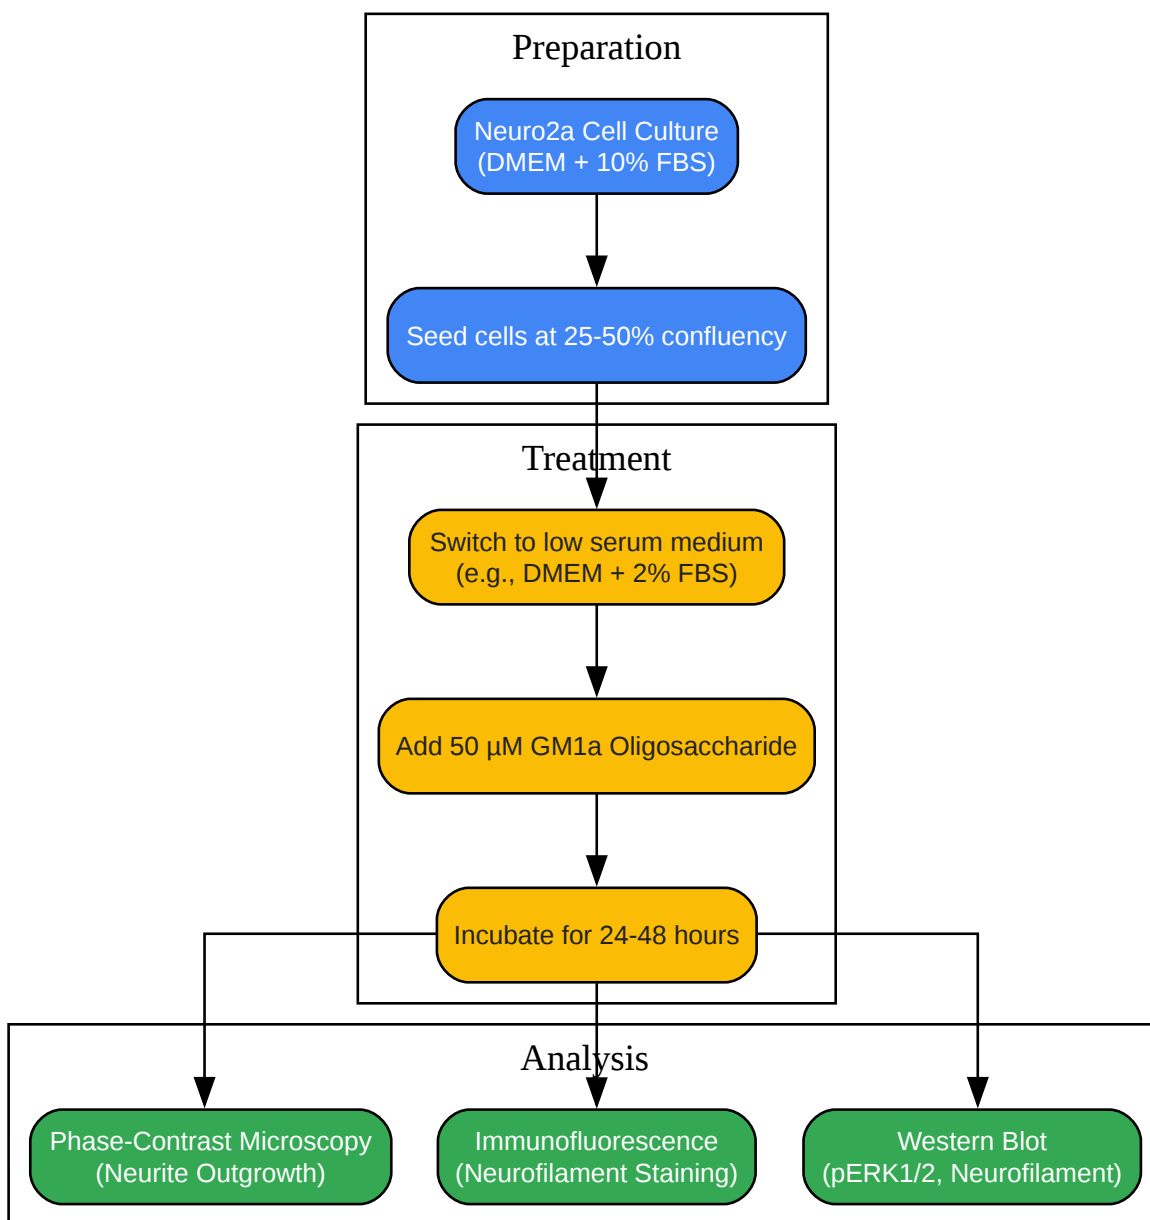 Preparation
Neuro2a Cell Culture
(DMEM + 10% FBS)
Seed cells at 25-50% confluency
Treatment
Switch to low serum medium
(e.g., DMEM + 2% FBS)
Add 50 µM GM1a Oligosaccharide
Incubate for 24-48 hours
Analysis
Phase-Contrast Microscopy
(Neurite Outgrowth)
Immunofluorescence
(Neurofilament Staining)
Western Blot
(pERK1/2, Neurofilament)